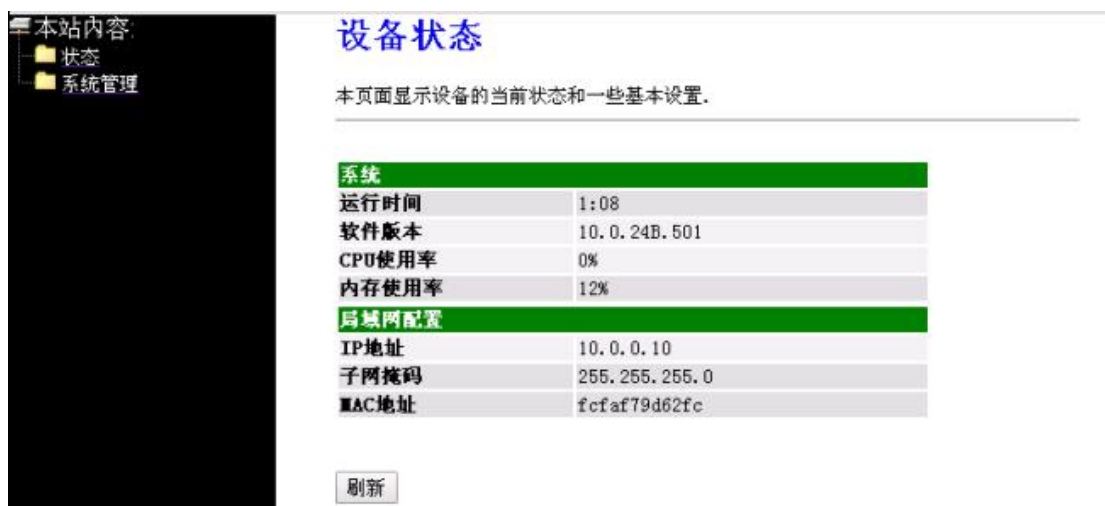 本站内容:
状态
系统管理
设备状态
本页面显示设备的当前状态和一些基本设置.
系统
运行时间 1:08
软件版本 10.0.24B.501
CPU使用率 0%
内存使用率 12%
局域网配置
IP地址 10.0.0.10
子网掩码 255.255.255.0
MAC地址 fcfaf79d62fc
刷新